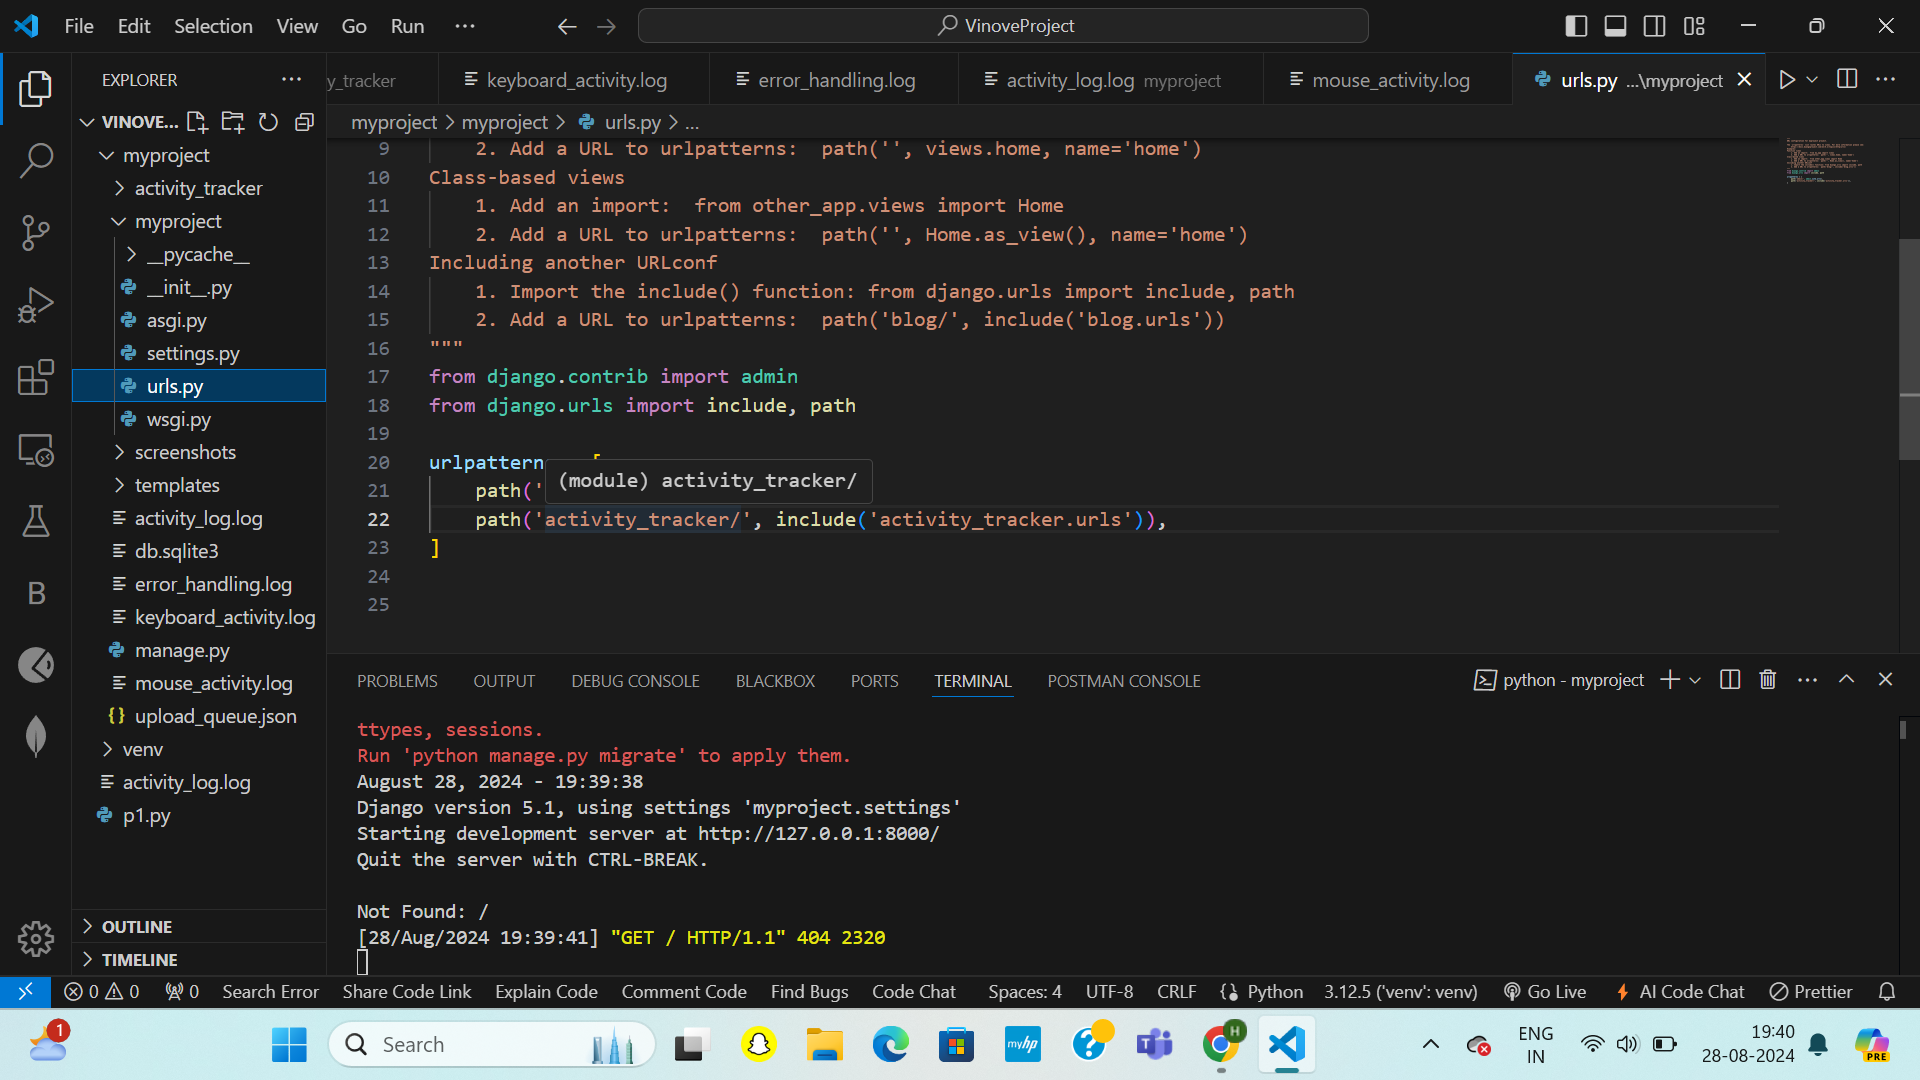 File Edit Selection View Go Run ... VinoveProject
EXPLORER
y_tracker keyboard_activity.log error_handling.log activity_log.log myproject mouse_activity.log urls.py ...\myproject
VINOVE...
myproject > myproject > urls.py > ...
myproject
activity_tracker
myproject
__pycache__
__init__.py
asgi.py
settings.py
urls.py
wsgi.py
screenshots
templates
activity_log.log
db.sqlite3
error_handling.log
keyboard_activity.log
manage.py
mouse_activity.log
upload_queue.json
venv
activity_log.log
p1.py
OUTLINE
TIMELINE
9 2. Add a URL to urlpatterns:  path('', views.home, name='home')
10 Class-based views
11 1. Add an import:  from other_app.views import Home
12 2. Add a URL to urlpatterns:  path('', Home.as_view(), name='home')
13 Including another URLconf
14 1. Import the include() function: from django.urls import include, path
15 2. Add a URL to urlpatterns:  path('blog/', include('blog.urls'))
16 """
17 from django.contrib import admin
18 from django.urls import include, path
19
20 urlpattern [
(module) activity_tracker/
21 path('
22 path('activity_tracker/', include('activity_tracker.urls')),
23 ]
24
25
PROBLEMS OUTPUT DEBUG CONSOLE BLACKBOX PORTS TERMINAL POSTMAN CONSOLE python - myproject
ttypes, sessions.
Run 'python manage.py migrate' to apply them.
August 28, 2024 - 19:39:38
Django version 5.1, using settings 'myproject.settings'
Starting development server at http://127.0.0.1:8000/
Quit the server with CTRL-BREAK.
Not Found: /
[28/Aug/2024 19:39:41] "GET / HTTP/1.1" 404 2320
0 0 0 Search Error Share Code Link Explain Code Comment Code Find Bugs Code Chat Spaces: 4 UTF-8 CRLF Python 3.12.5 ('venv': venv) Go Live AI Code Chat Prettier
1 Search myhp H ENG 19:40
IN 28-08-2024 PRE